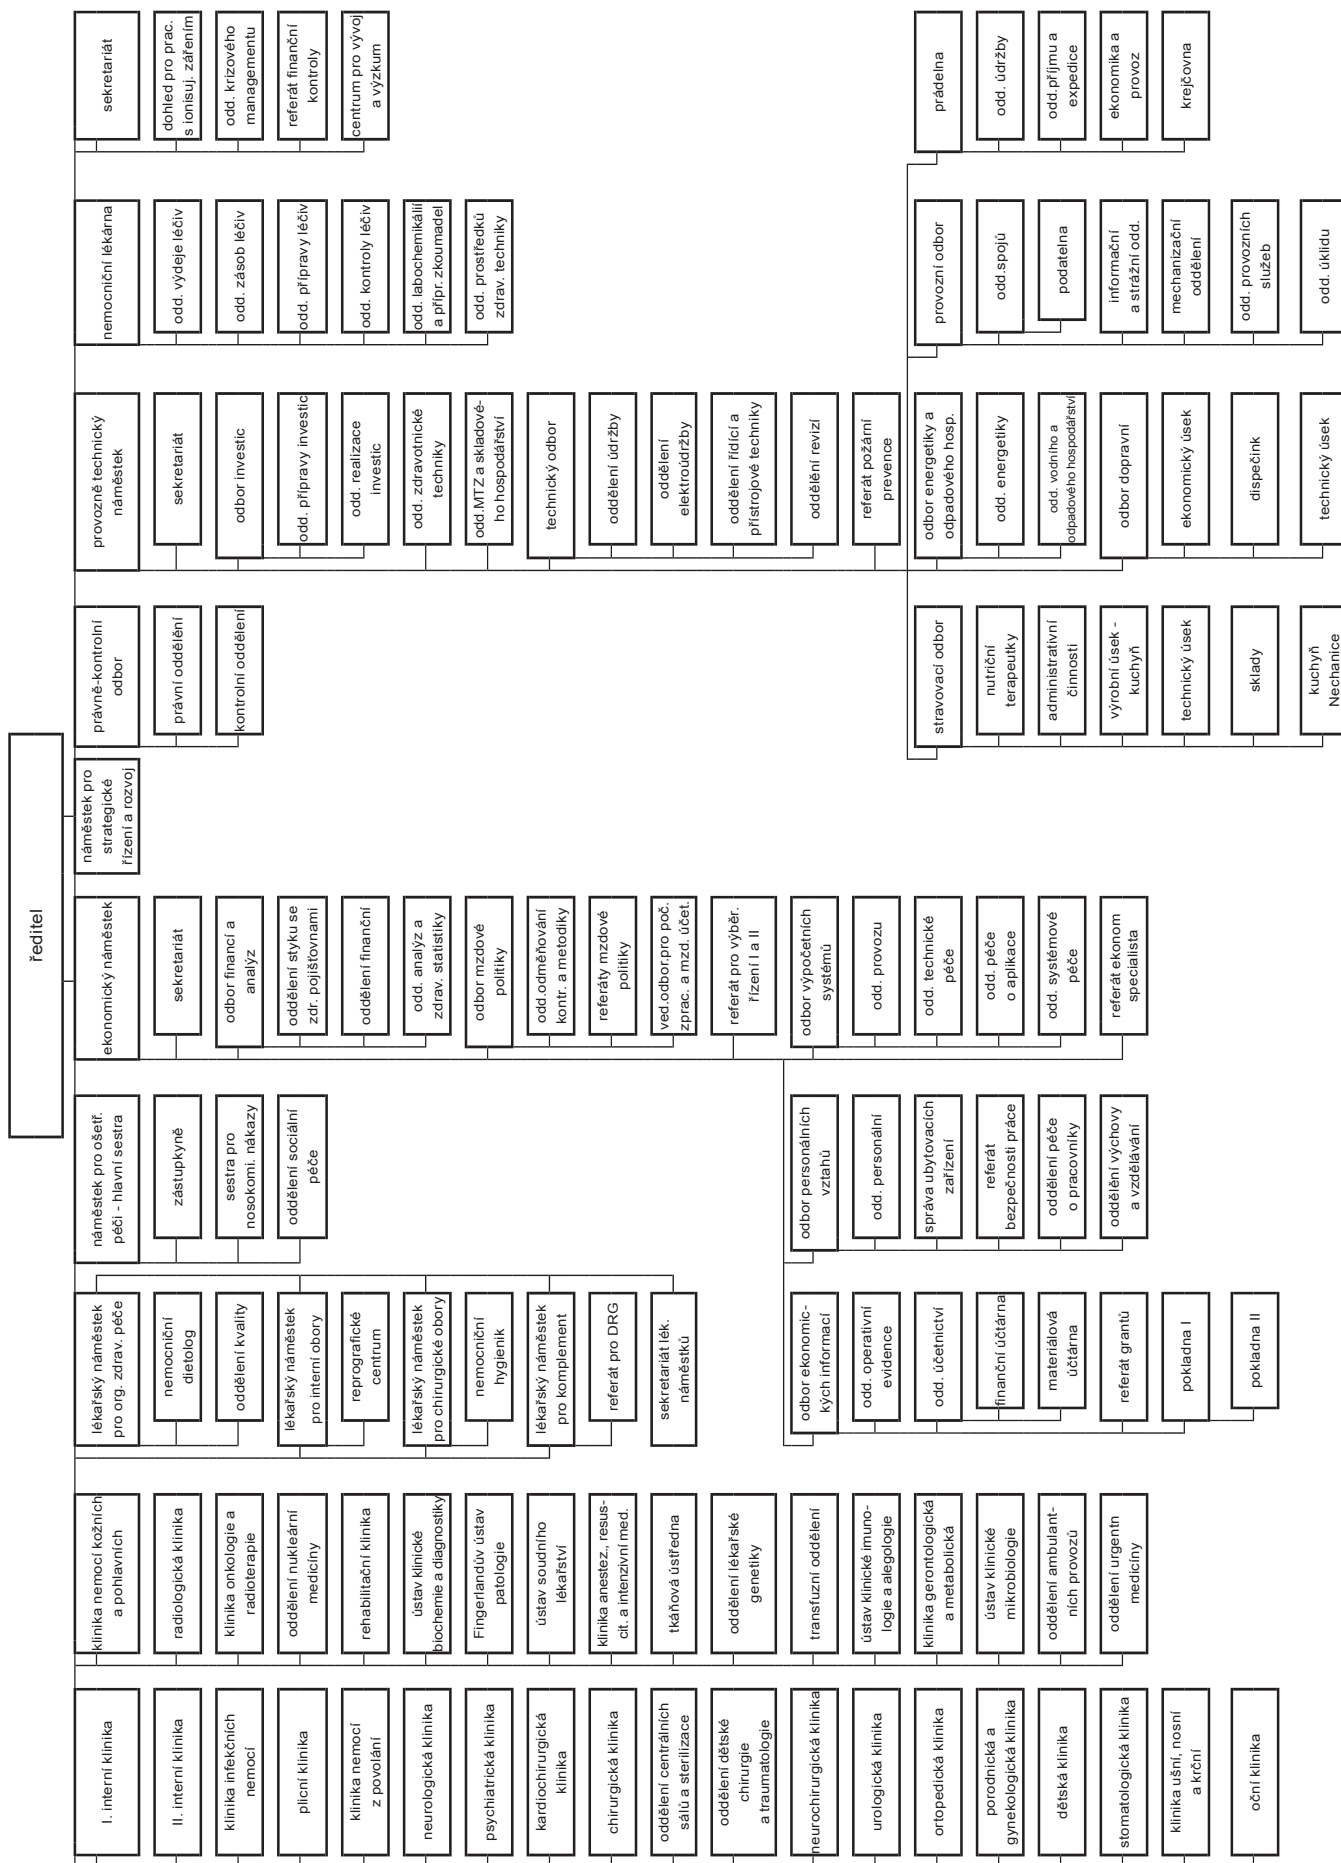 ředitel
I. interní klinika
II. interní klinika
klinika infekčních
nemocí
plicní klinika
klinika nemocí
z povolání
neurologická klinika
psychiatrická klinika
kardiochirurgická
klinika
chirurgická klinika
oddělení centrálních
sálů a sterilizace
oddělení dětské
chirurgie
a traumatologie
neurochirurgická klinika
urologická klinika
ortopedická klinika
porodnická a
gynekologická klinika
dětská klinika
stomatologická klinika
klinika ušní, nosní
a krční
oční klinika
klinika nemocí kožních
a pohlavních
radiologická klinika
klinika onkologie a
radioterapie
oddělení nukleární
medicíny
rehabilitační klinika
ústav klinické
biochemie a diagnostiky
Fingerlandův ústav
patologie
ústav soudního
lékařství
klinika anestez., resus-
cit. a intenzivní med.
tkáňová ústředna
oddělení lékařské
genetiky
transfuzní oddělení
ústav klinické imuno-
logie a alegologie
klinika gerontologická
a metabolická
ústav klinické
mikrobiologie
oddělení ambulant-
ních provozů
oddělení urgentn
medicíny
lékařský náměstek
pro org. zdrav. péče
nemocniční
dietolog
oddělení kvality
lékařský náměstek
pro interní obory
reprografické
centrum
lékařský náměstek
pro chirurgické obory
nemocniční
hygienik
lékařský náměstek
pro komplement
referát pro DRG
sekretariát lék.
náměstků
odbor ekonomic-
kých informací
odd. operativní
evidence
odd. účetnictví
finanční účtárna
materiálová
účtárna
referát grantů
pokladna I
pokladna II
náměstek pro ošetř.
péči - hlavní sestra
zástupkyně
sestra pro
nosokomi. nákazy
oddělení sociální
péče
odbor personálních
vztahů
odd. personální
správa ubytovacích
zařízení
referát
bezpečnosti práce
oddělení péče
o pracovníky
oddělění výchovy
a vzdělávání
ekonomický náměstek
sekretariát
odbor financí a
analýz
oddělení styku se
zdr. pojišťovnami
oddělení finanční
odd. analýz a
zdrav. statistiky
odbor mzdové
politiky
odd.odměňování
kontr. a metodiky
referáty mzdové
politiky
ved.odbor.pro poč.
zprac. a mzd. účet.
referát pro výběr.
řízení I a II
odbor výpočetních
systémů
odd. provozu
odd. technické
péče
odd. péče
o aplikace
odd. systémové
péče
referát ekonom
specialista
náměstek pro
strategické
řízení a rozvoj
právně-kontrolní
odbor
právní oddělění
kontrolní oddělení
stravovací odbor
nutriční
terapeutky
administrativní
činnosti
výrobní úsek -
kuchyň
technický úsek
sklady
kuchyň
Nechanice
provozně technický
náměstek
sekretariát
odbor investic
odd. přípravy investic
odd. realizace
investic
odd. zdravotnické
techniky
odd.MTZ a skladové-
ho hospodářství
technický odbor
oddělení údržby
oddělení
elektroúdržby
oddělení řídící a
přístrojové techniky
oddělění revizí
referát požární
prevence
odbor energetiky a
odpadového hosp.
odd. energetiky
odd. vodního a
odpadového hospodářství
odbor dopravní
ekonomický úsek
dispečink
technický úsek
nemocniční lékárna
odd. výdeje léčiv
odd. zásob léčiv
odd. přípravy léčiv
odd. kontroly léčiv
odd. labochemikálií
a přípr. zkoumadel
odd. prostředků
zdrav. techniky
provozní odbor
odd.spojů
podatelna
informační
a strážní odd.
mechanizační
oddělení
odd. provozních
služeb
odd. úklidu
sekretariát
dohled pro prac.
s ionisuj. zářením
odd. krizového
managementu
referát finanční
kontroly
centrum pro vývoj
a výzkum
prádelna
odd. údržby
odd.příjmu a
expedice
ekonomika a
provoz
krejčovna